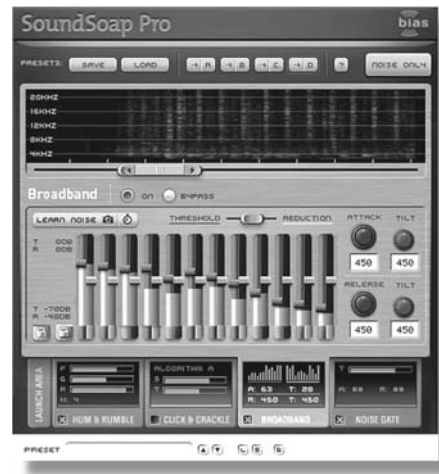 SoundSoap Pro
bias
PRESETS: SAVE LOAD A B C D ? NOISE ONLY
20KHZ
16KHZ
12KHZ
8KHZ
4KHZ
Broadband ON BYPASS
LEARN NOISE THRESHOLD REDUCTION ATTACK TILT
T 0DB
R 0DB
450 450
RELEASE TILT
T -70DB
R -40DB
450 450
LAUNCH AREA
F
Q
R
H: 4
HUM & RUMBLE
ALGORITHM A
S
T
CLICK & CRACKLE
A: 63 T: 28
R: 450 T: 450
BROADBAND
T
NOISE GATE
PRESET